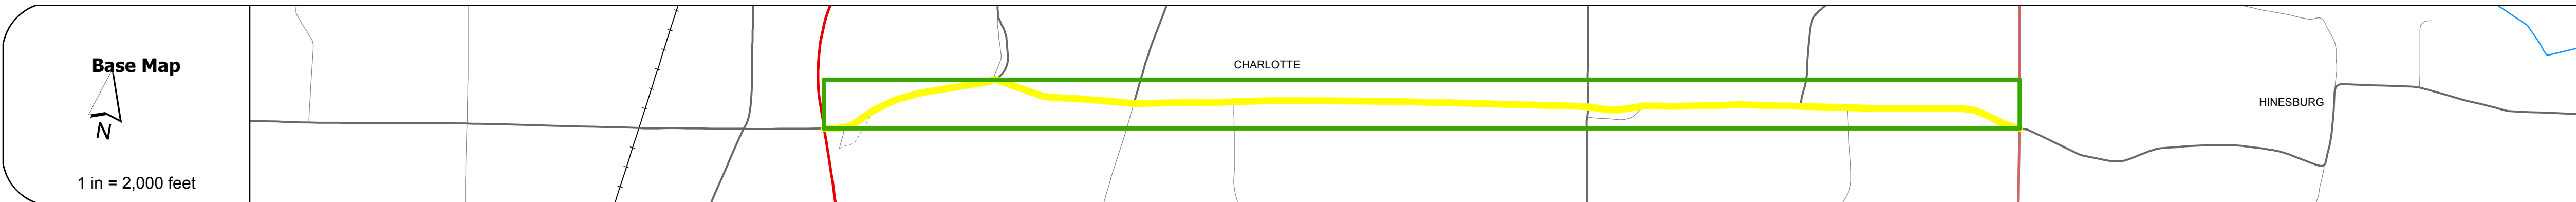 Base Map
N
1 in = 2,000 feet
CHARLOTTE
HINESBURG